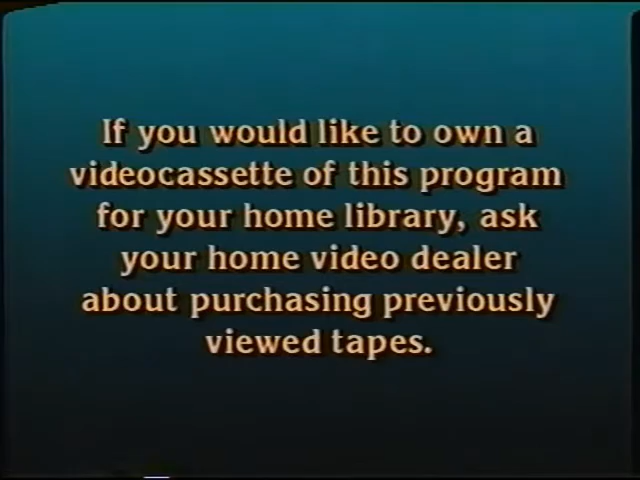 If you would like to own a
videocassette of this program
for your home library, ask
your home video dealer
about purchasing previously
viewed tapes.